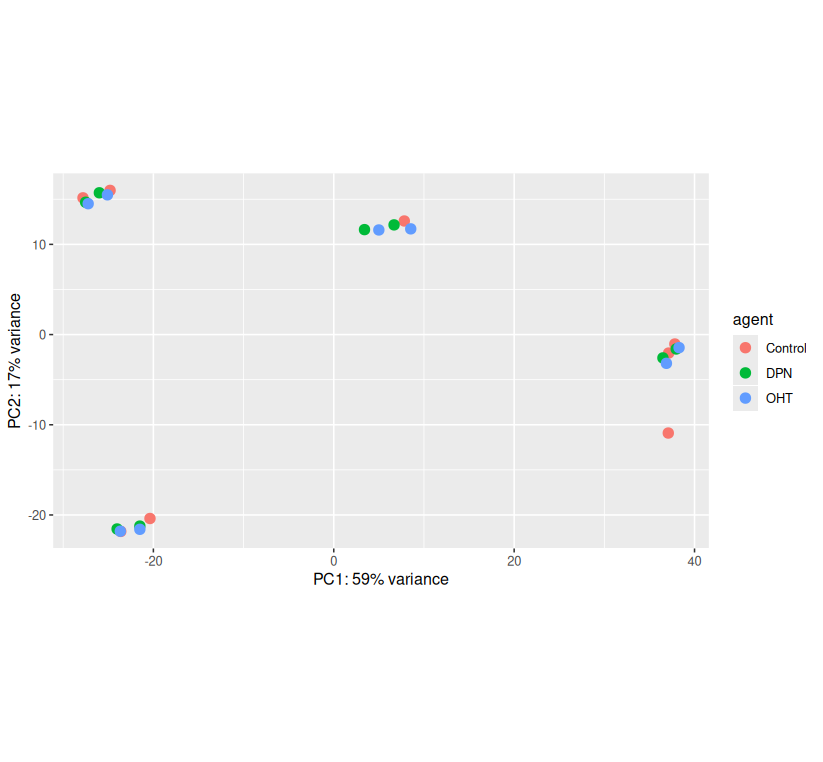 10
0
-10
-20
-20
0
20
40
PC1: 59% variance
PC2: 17% variance
agent
Control
DPN
OHT